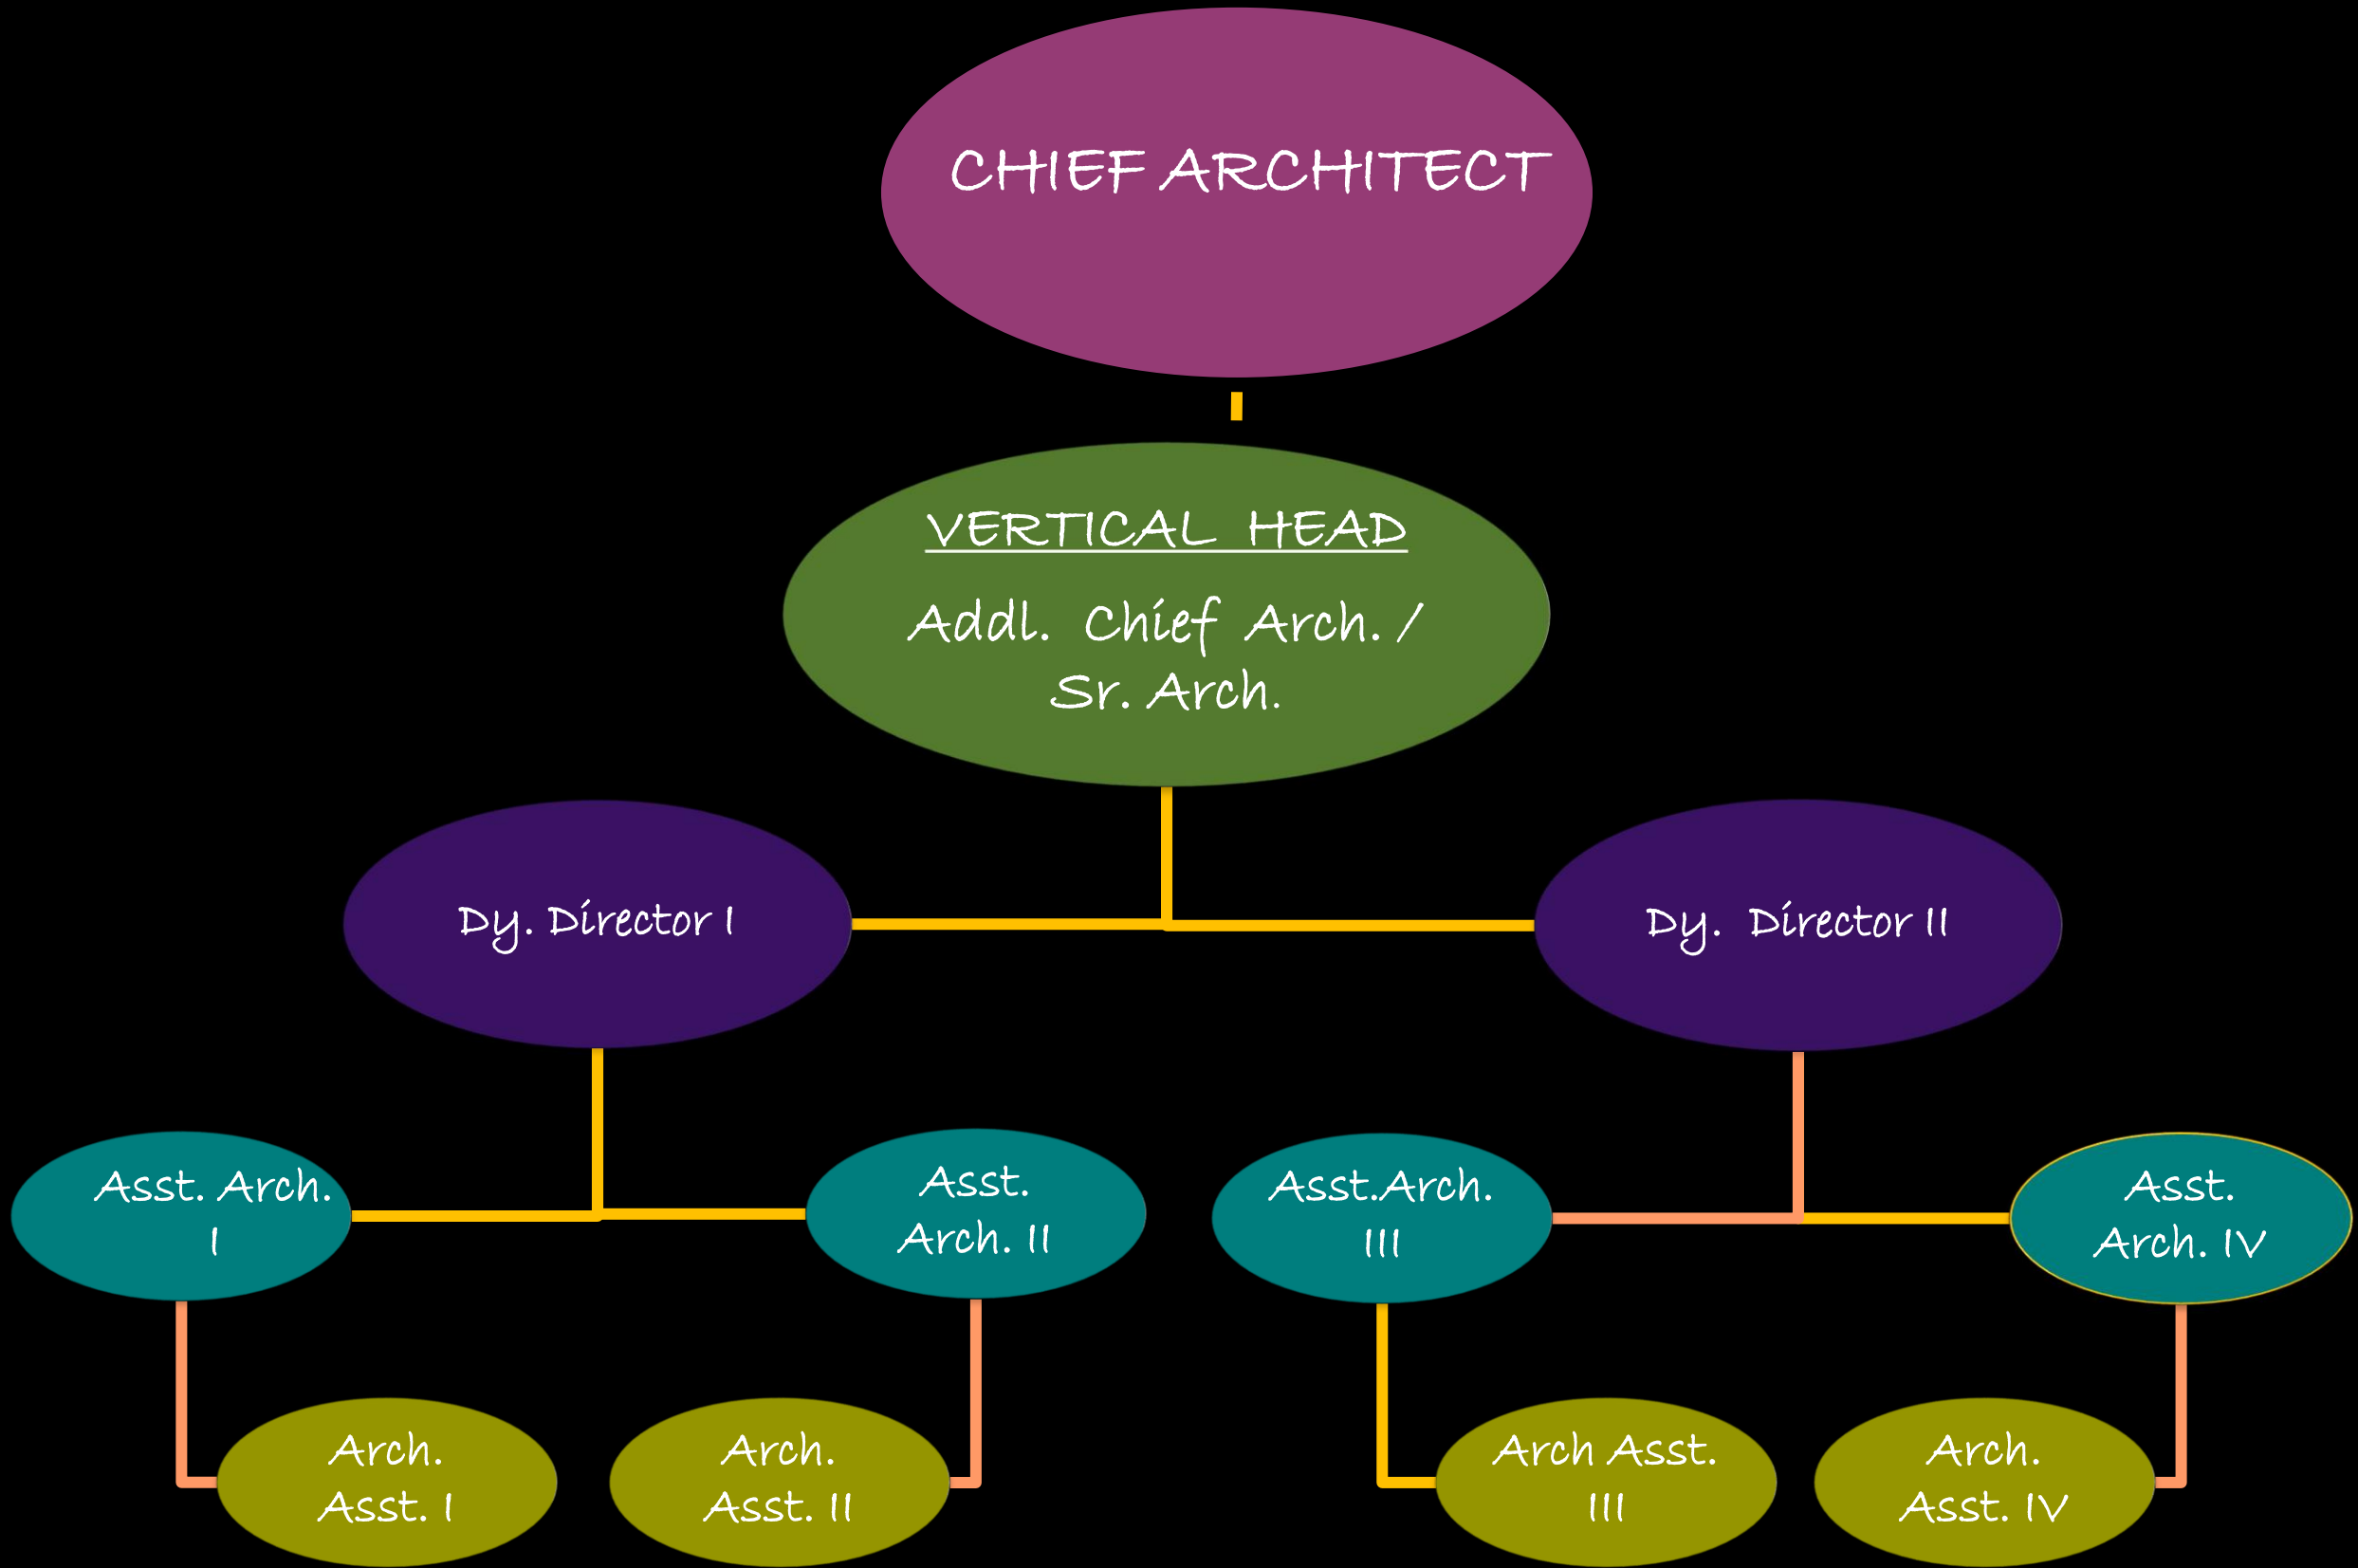 CHIEF ARCHITECT
VERTICAL HEAD
Addl. Chief Arch. /
Sr. Arch.
Dy. Director I
Dy. Director II
Asst. Arch.
I
Asst.
Arch. II
Asst.Arch.
III
Asst.
Arch. IV
Arch.
Asst. I
Arch.
Asst. II
Arch Asst.
III
Arch.
Asst. IV